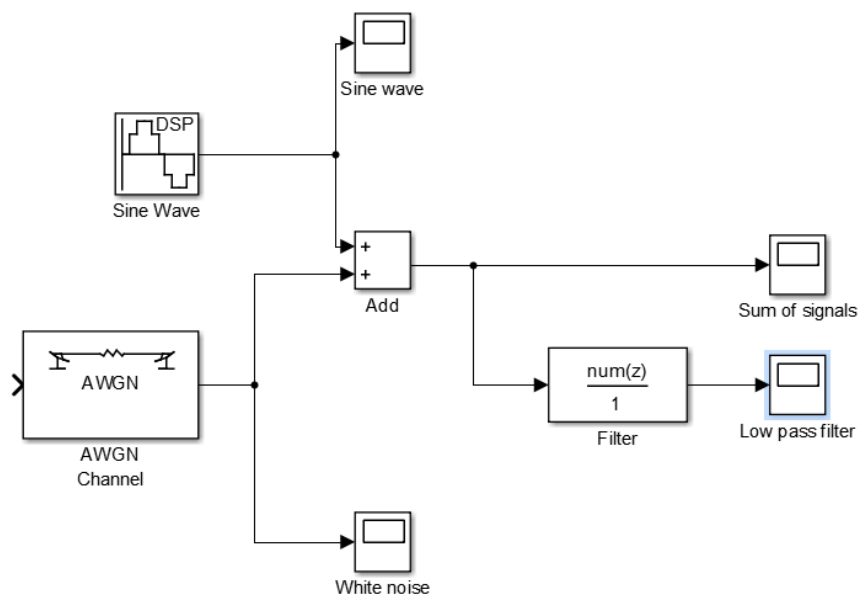 Sine wave
DSP
Sine Wave
+
+
Add
Sum of signals
AWGN
AWGN
Channel
num(z)
1
Filter
Low pass filter
White noise